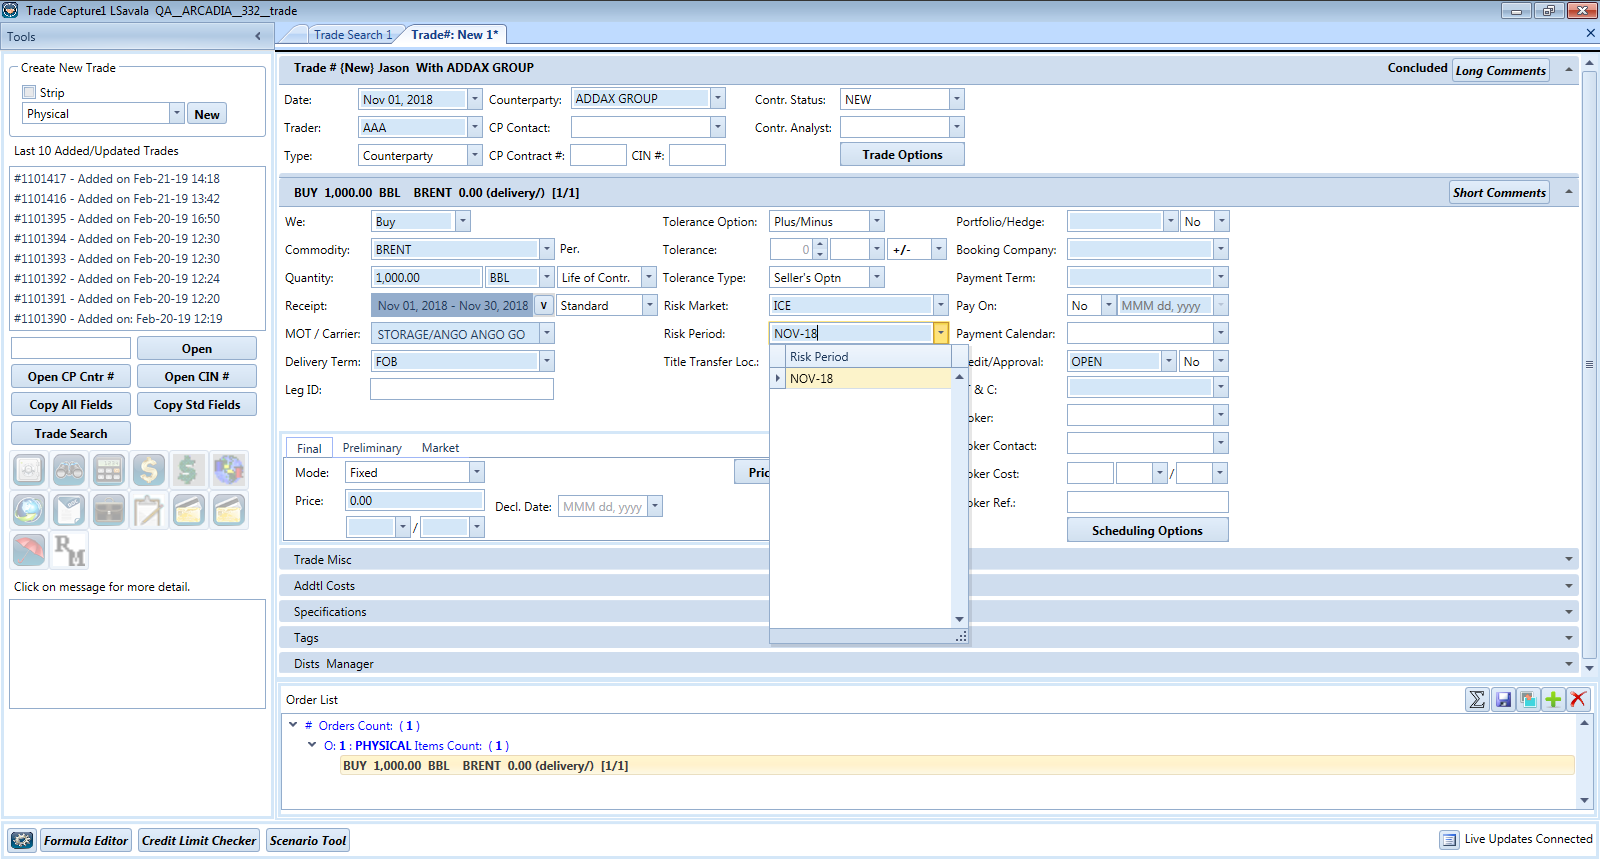 Trade Capture1 LSavala QA__ARCADIA__332__trade
Tools
Trade Search 1
Trade#: New 1*
Create New Trade
Strip
Physical
New
Last 10 Added/Updated Trades
#1101417 - Added on Feb-21-19 14:18
#1101416 - Added on Feb-21-19 13:42
#1101395 - Added on Feb-20-19 16:50
#1101394 - Added on Feb-20-19 12:30
#1101393 - Added on Feb-20-19 12:30
#1101392 - Added on Feb-20-19 12:24
#1101391 - Added on Feb-20-19 12:20
#1101390 - Added on: Feb-20-19 12:19
Open
Open CP Cntr # Open CIN #
Copy All Fields Copy Std Fields
Trade Search
RM
Click on message for more detail.
Trade # {New} Jason With ADDAX GROUP Concluded Long Comments
Date: Nov 01, 2018 Counterparty: ADDAX GROUP Contr. Status: NEW
Trader: AAA CP Contact: Contr. Analyst:
Type: Counterparty CP Contract #: CIN #: Trade Options
BUY 1,000.00 BBL BRENT 0.00 (delivery/) [1/1] Short Comments
We: Buy Tolerance Option: Plus/Minus Portfolio/Hedge: No
Commodity: BRENT Per. Tolerance: 0 +/- Booking Company:
Quantity: 1,000.00 BBL Life of Contr. Tolerance Type: Seller's Optn Payment Term:
Receipt: Nov 01, 2018 - Nov 30, 2018 v Standard Risk Market: ICE Pay On: No MMM dd, yyyy
MOT / Carrier: STORAGE/ANGO ANGO GO Risk Period: NOV-18 Payment Calendar:
Delivery Term: FOB Title Transfer Loc.: Risk Period redit/Approval: OPEN No
Leg ID: NOV-18 T & C:
oker:
Final Preliminary Market oker Contact:
Mode: Fixed Pric oker Cost: /
Price: 0.00 Decl. Date: MMM dd, yyyy oker Ref.:
/ Scheduling Options
Trade Misc
Addtl Costs
Specifications
Tags
Dists Manager
Order List
# Orders Count: ( 1 )
O: 1 : PHYSICAL Items Count: ( 1 )
BUY 1,000.00 BBL BRENT 0.00 (delivery/) [1/1]
Formula Editor Credit Limit Checker Scenario Tool Live Updates Connected